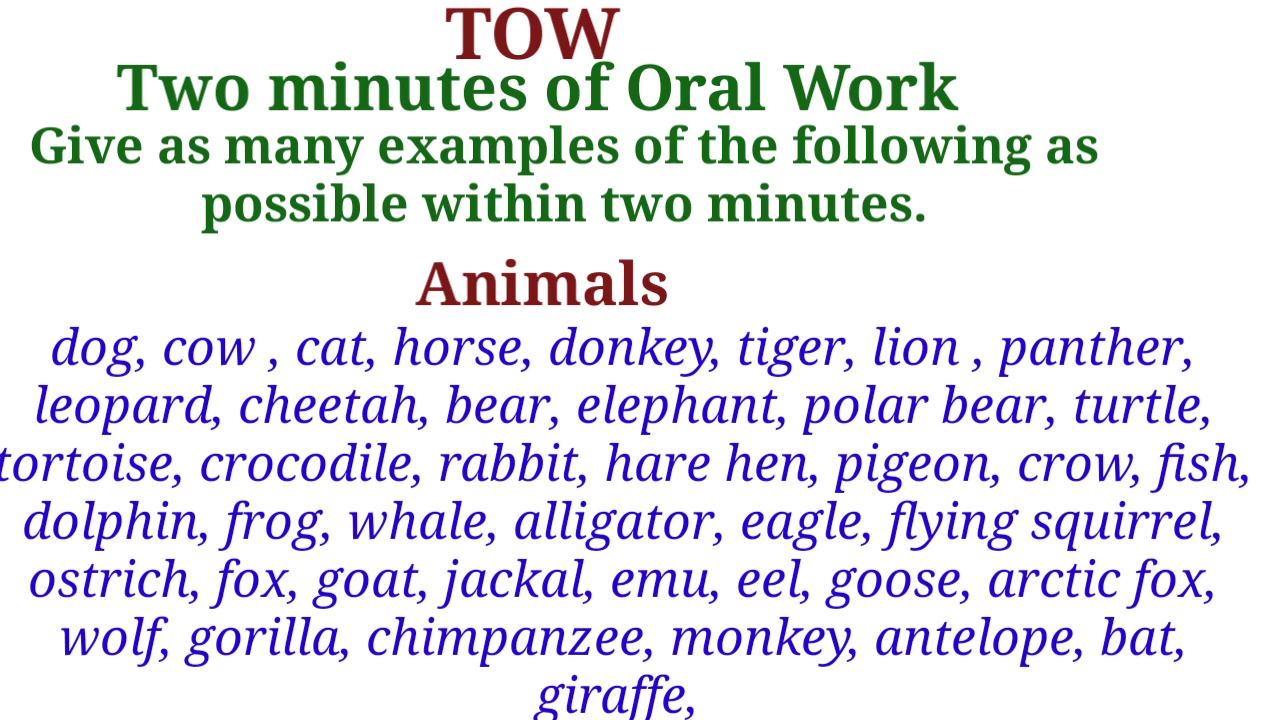 TOW
Two minutes of Oral Work
Give as many examples of the following as
possible within two minutes.
Animals
dog, cow , cat, horse, donkey, tiger, lion , panther,
leopard, cheetah, bear, elephant, polar bear, turtle,
tortoise, crocodile, rabbit, hare hen, pigeon, crow, fish,
dolphin, frog, whale, alligator, eagle, flying squirrel,
ostrich, fox, goat, jackal, emu, eel, goose, arctic fox,
wolf, gorilla, chimpanzee, monkey, antelope, bat,
giraffe,